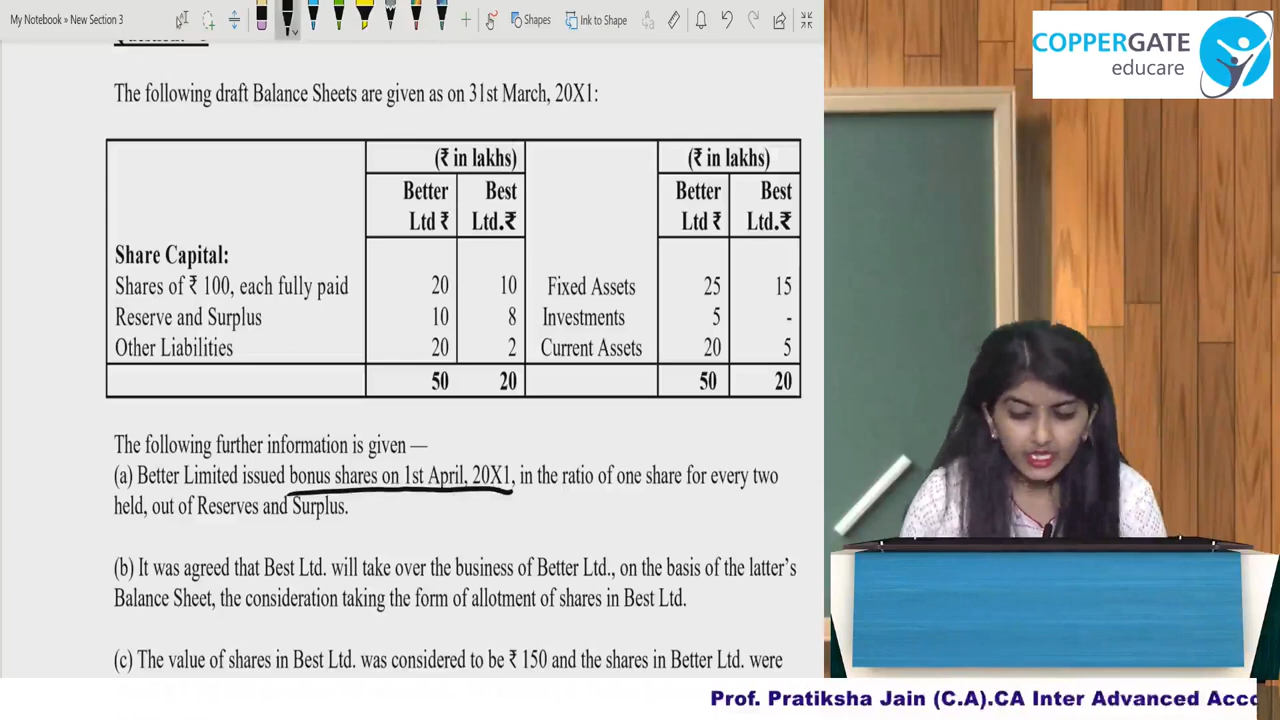 My Notebook » New Section 3
Shapes
Ink to Shape
COPPERGATE
educare
The following draft Balance Sheets are given as on 31st March, 20X1:
(₹ in lakhs) (₹ in lakhs)
Better Best Better Best
Ltd ₹ Ltd.₹ Ltd ₹ Ltd.₹
Share Capital:
Shares of ₹ 100, each fully paid 20 10 Fixed Assets 25 15
Reserve and Surplus 10 8 Investments 5 -
Other Liabilities 20 2 Current Assets 20 5
50 20 50 20
The following further information is given —
(a) Better Limited issued bonus shares on 1st April, 20X1, in the ratio of one share for every two
held, out of Reserves and Surplus.
(b) It was agreed that Best Ltd. will take over the business of Better Ltd., on the basis of the latter's
Balance Sheet, the consideration taking the form of allotment of shares in Best Ltd.
(c) The value of shares in Best Ltd. was considered to be ₹ 150 and the shares in Better Ltd. were
Prof. Pratiksha Jain (C.A).CA Inter Advanced Acco